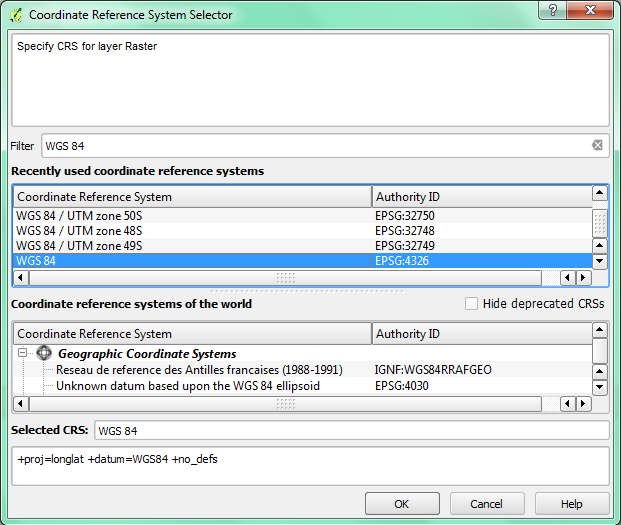 Coordinate Reference System Selector
Specify CRS for layer Raster
Filter WGS 84
Recently used coordinate reference systems
Coordinate Reference System Authority ID
WGS 84 / UTM zone 50S EPSG:32750
WGS 84 / UTM zone 48S EPSG:32748
WGS 84 / UTM zone 49S EPSG:32749
WGS 84 EPSG:4326
Coordinate reference systems of the world Hide deprecated CRSs
Coordinate Reference System Authority ID
Geographic Coordinate Systems
Reseau de reference des Antilles francaises (1988-1991) IGNF:WGS84RRAFGEO
Unknown datum based upon the WGS 84 ellipsoid EPSG:4030
Selected CRS: WGS 84
+proj=longlat +datum=WGS84 +no_defs
OK Cancel Help